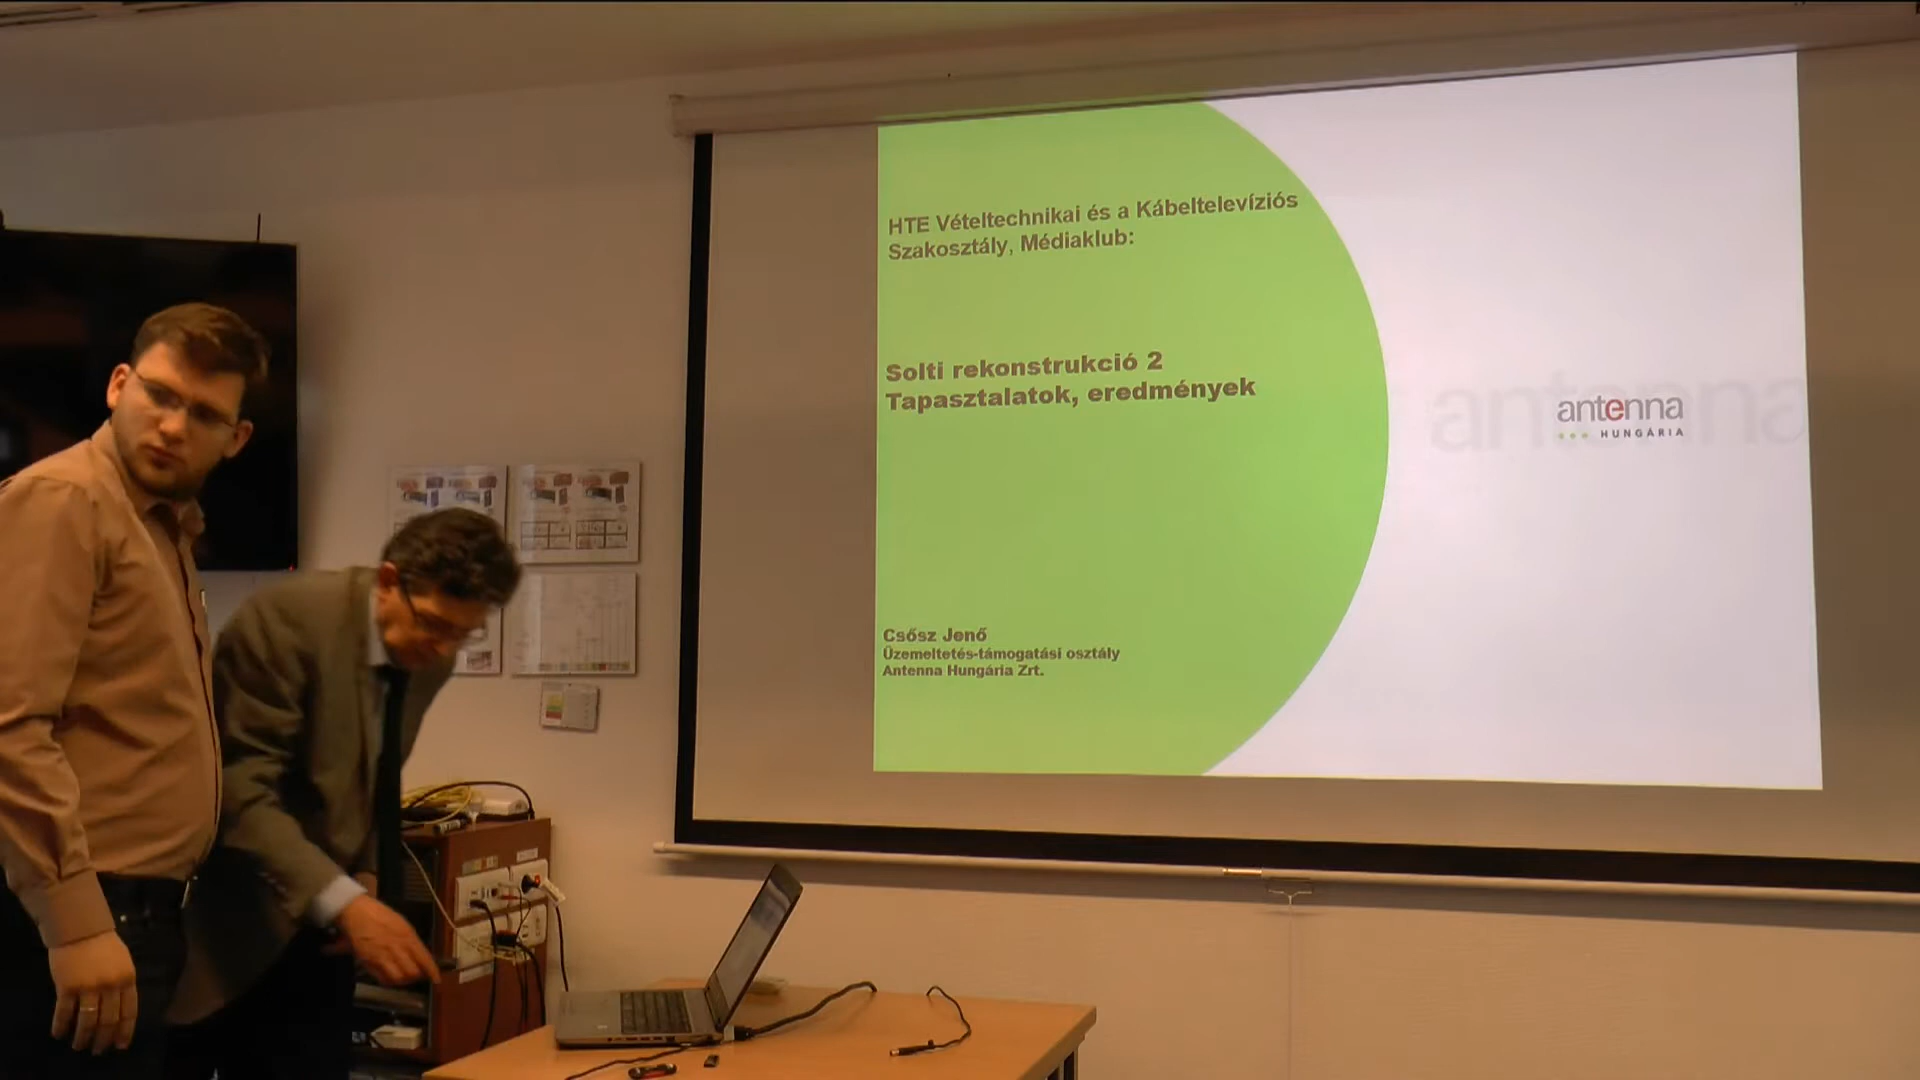 HTE Vételtechnikai és a Kábeltelevíziós
Szakosztály, Médiaklub:
Solti rekonstrukció 2
Tapasztalatok, eredmények
Csősz Jenő
Üzemeltetés-támogatási osztály
Antenna Hungária Zrt.
antenna
antenna
HUNGÁRIA